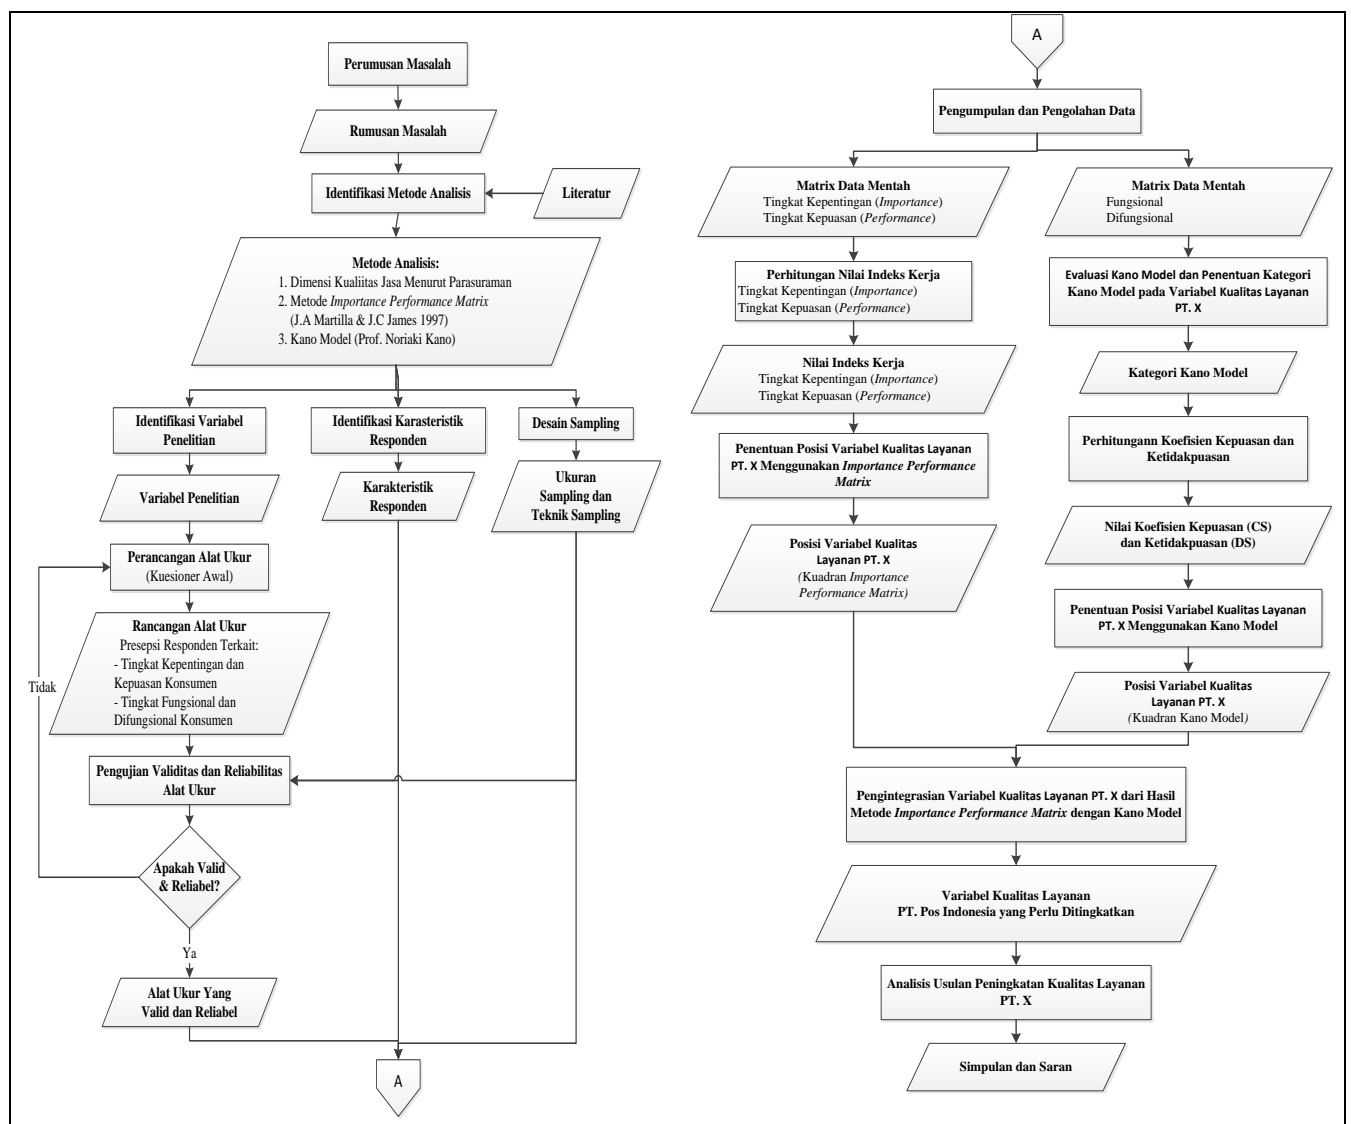 Perumusan Masalah
Rumusan Masalah
Identifikasi Metode Analisis
Literatur
Metode Analisis:
1. Dimensi Kualiitas Jasa Menurut Parasuraman
2. Metode Importance Performance Matrix
(J.A Martilla & J.C James 1997)
3. Kano Model (Prof. Noriaki Kano)
Identifikasi Variabel
Penelitian
Identifikasi Karasteristik
Responden
Desain Sampling
Variabel Penelitian
Karakteristik
Responden
Ukuran
Sampling dan
Teknik Sampling
Perancangan Alat Ukur
(Kuesioner Awal)
Rancangan Alat Ukur
Presepsi Responden Terkait:
- Tingkat Kepentingan dan
Kepuasan Konsumen
- Tingkat Fungsional dan
Difungsional Konsumen
Tidak
Pengujian Validitas dan Reliabilitas
Alat Ukur
Apakah Valid
& Reliabel?
Ya
Alat Ukur Yang
Valid dan Reliabel
A
A
Pengumpulan dan Pengolahan Data
Matrix Data Mentah
Tingkat Kepentingan (Importance)
Tingkat Kepuasan (Performance)
Perhitungan Nilai Indeks Kerja
Tingkat Kepentingan (Importance)
Tingkat Kepuasan (Performance)
Nilai Indeks Kerja
Tingkat Kepentingan (Importance)
Tingkat Kepuasan (Performance)
Penentuan Posisi Variabel Kualitas Layanan
PT. X Menggunakan Importance Performance
Matrix
Posisi Variabel Kualitas
Layanan PT. X
(Kuadran Importance
Performance Matrix)
Matrix Data Mentah
Fungsional
Difungsional
Evaluasi Kano Model dan Penentuan Kategori
Kano Model pada Variabel Kualitas Layanan
PT. X
Kategori Kano Model
Perhitungann Koefisien Kepuasan dan
Ketidakpuasan
Nilai Koefisien Kepuasan (CS)
dan Ketidakpuasan (DS)
Penentuan Posisi Variabel Kualitas Layanan
PT. X Menggunakan Kano Model
Posisi Variabel Kualitas
Layanan PT. X
(Kuadran Kano Model)
Pengintegrasian Variabel Kualitas Layanan PT. X dari Hasil
Metode Importance Performance Matrix dengan Kano Model
Variabel Kualitas Layanan
PT. Pos Indonesia yang Perlu Ditingkatkan
Analisis Usulan Peningkatan Kualitas Layanan
PT. X
Simpulan dan Saran